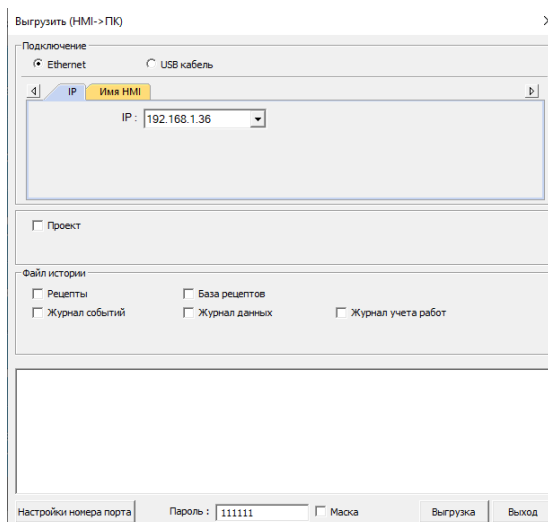 Выгрузить (HMI->ПК)
Подключение
Ethernet USB кабель
IP Имя HMI
IP : 192.168.1.36
Проект
Файл истории
Рецепты База рецептов
Журнал событий Журнал данных Журнал учета работ
Настройки номера порта Пароль : 111111 Маска Выгрузка Выход